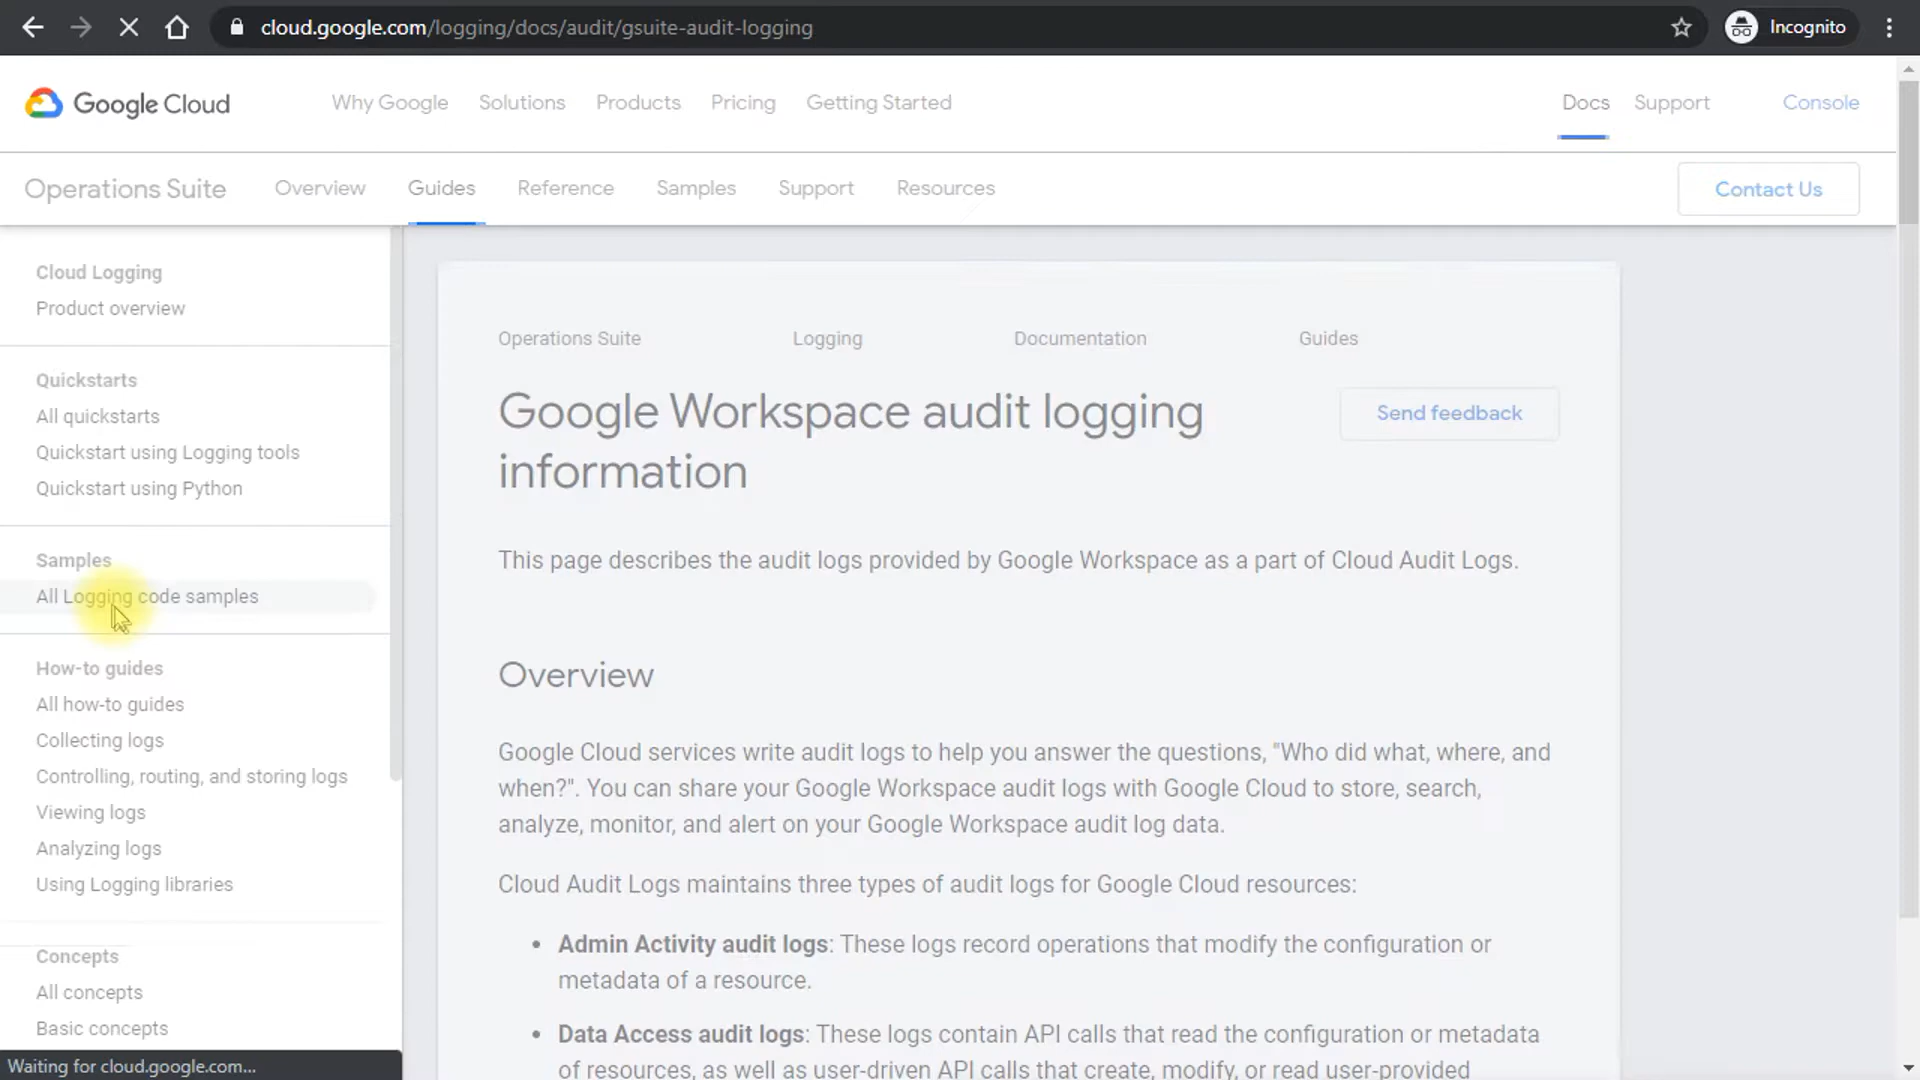 cloud.google.com/logging/docs/audit/gsuite-audit-logging
Incognito
Google Cloud
Why Google
Solutions
Products
Pricing
Getting Started
Docs
Support
Console
Operations Suite
Overview
Guides
Reference
Samples
Support
Resources
Contact Us
Cloud Logging
Product overview
Quickstarts
All quickstarts
Quickstart using Logging tools
Quickstart using Python
Samples
All Logging code samples
How-to guides
All how-to guides
Collecting logs
Controlling, routing, and storing logs
Viewing logs
Analyzing logs
Using Logging libraries
Concepts
All concepts
Basic concepts
Waiting for cloud.google.com...
Operations Suite
Logging
Documentation
Guides
Google Workspace audit logging
information
Send feedback
This page describes the audit logs provided by Google Workspace as a part of Cloud Audit Logs.
Overview
Google Cloud services write audit logs to help you answer the questions, "Who did what, where, and
when?". You can share your Google Workspace audit logs with Google Cloud to store, search,
analyze, monitor, and alert on your Google Workspace audit log data.
Cloud Audit Logs maintains three types of audit logs for Google Cloud resources:
• Admin Activity audit logs: These logs record operations that modify the configuration or
metadata of a resource.
• Data Access audit logs: These logs contain API calls that read the configuration or metadata
of resources, as well as user-driven API calls that create, modify, or read user-provided